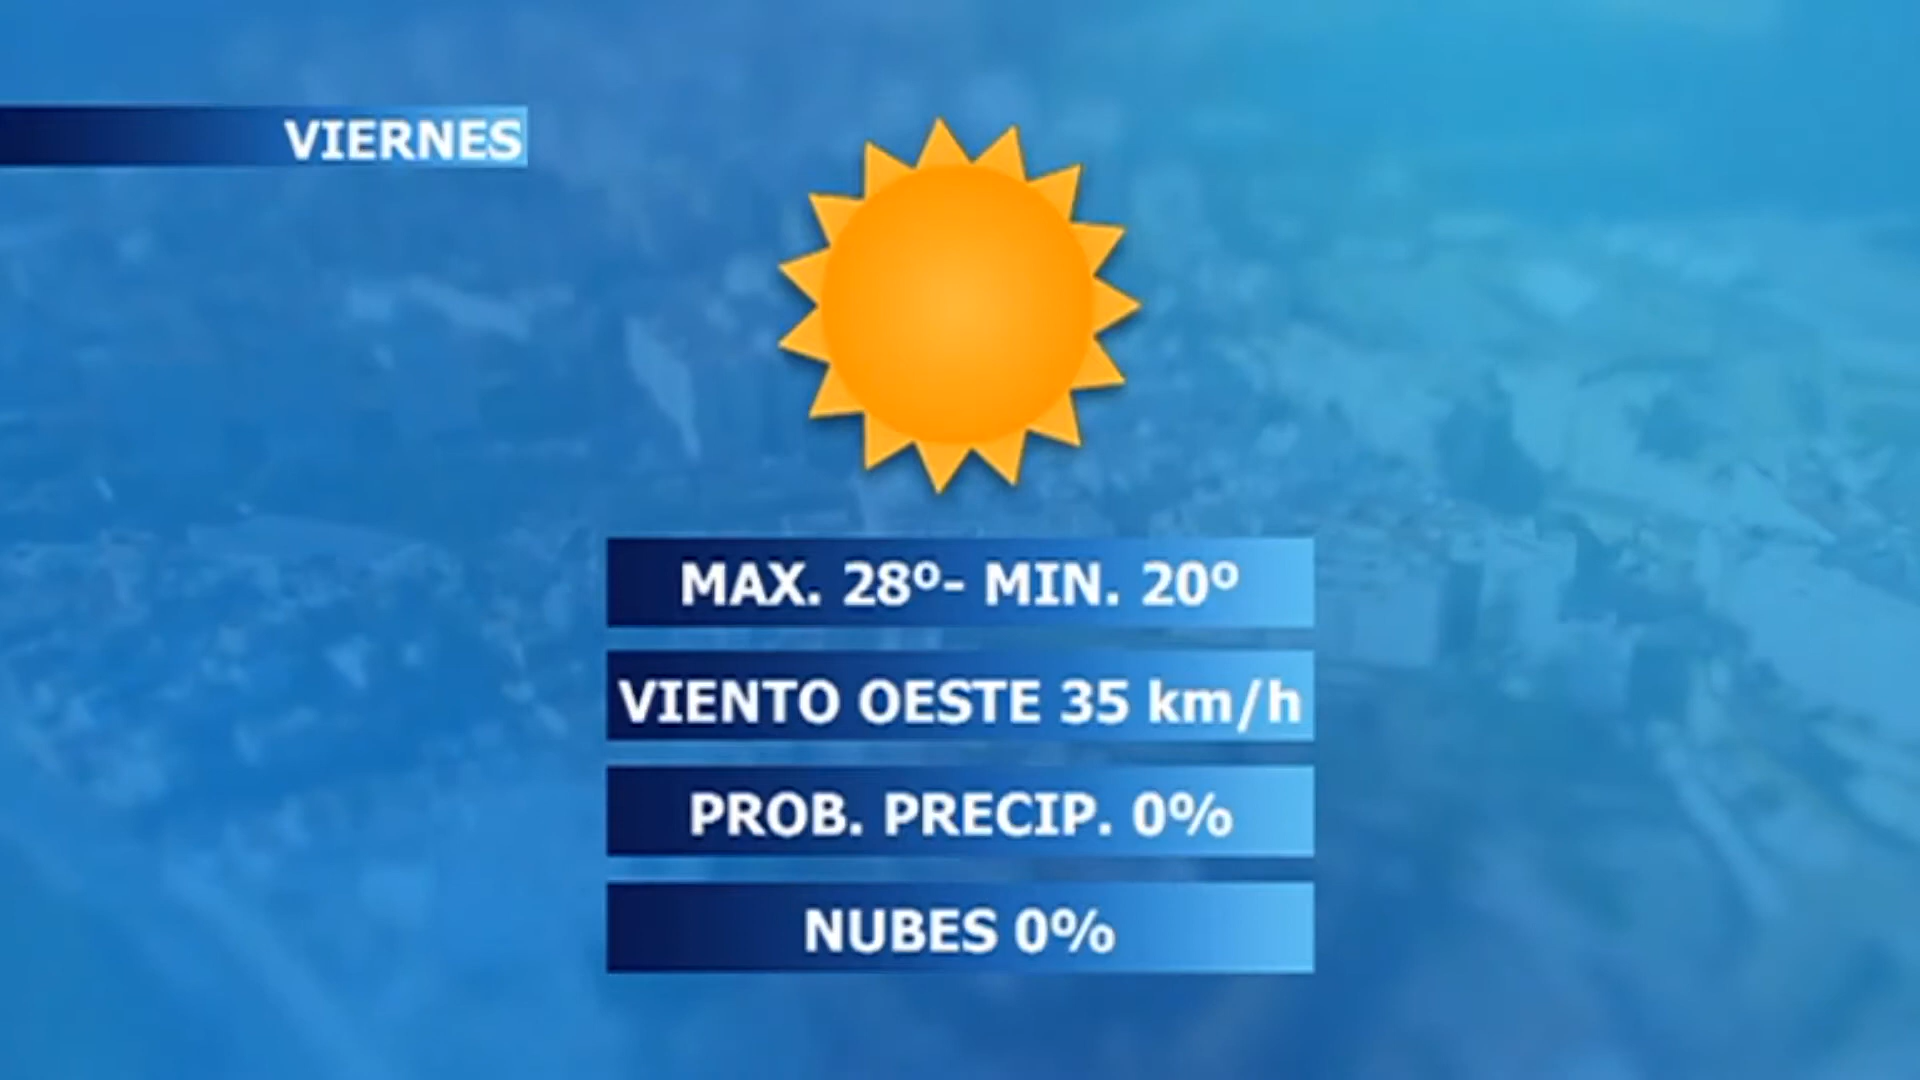 VIERNES
MAX. 28º- MIN. 20º
VIENTO OESTE 35 km/h
PROB. PRECIP. 0%
NUBES 0%